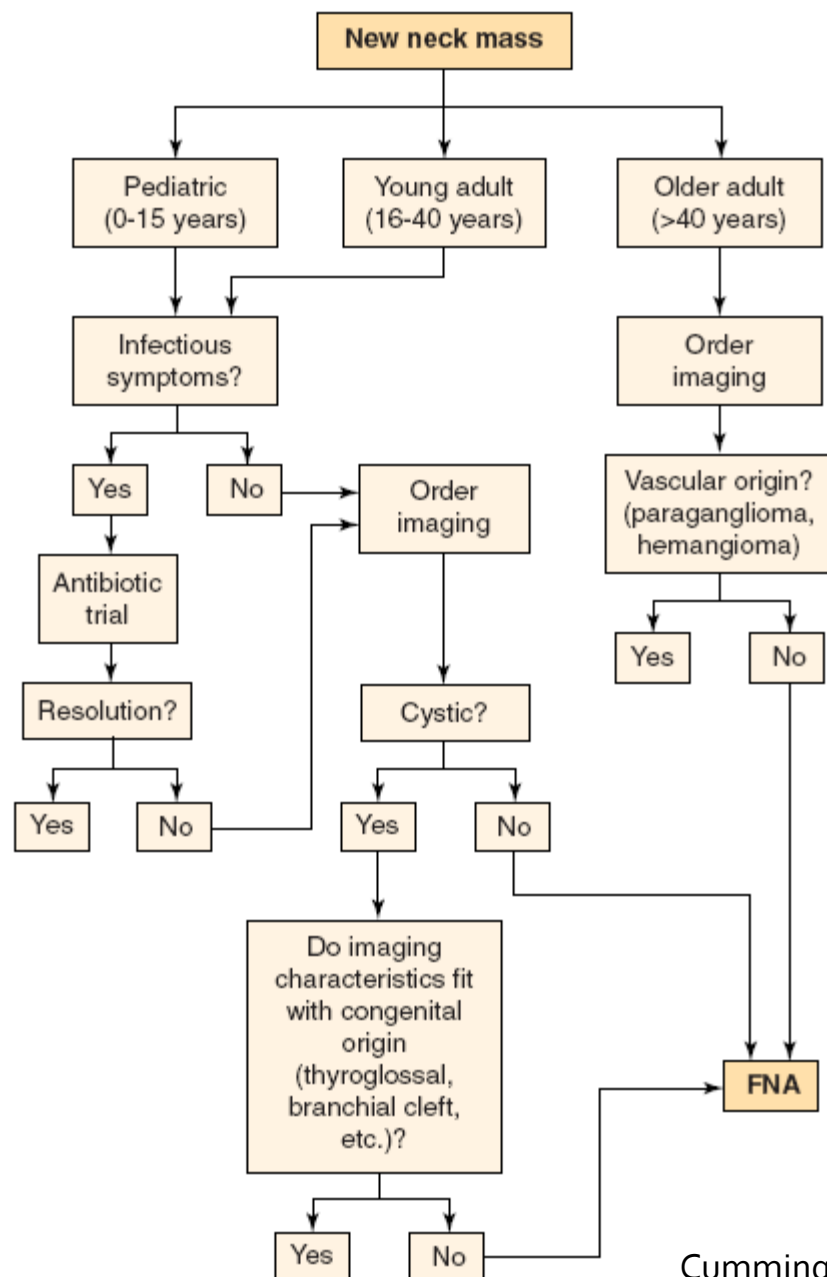 New neck mass
Pediatric
(0-15 years)
Young adult
(16-40 years)
Older adult
(>40 years)
Infectious
symptoms?
Order
imaging
Yes
No
Order
imaging
Vascular origin?
(paraganglioma,
hemangioma)
Antibiotic
trial
Yes
No
Resolution?
Cystic?
Yes
No
Yes
No
Do imaging
characteristics fit
with congenital
origin
(thyroglossal,
branchial cleft,
etc.)?
FNA
Yes
No
Cumming